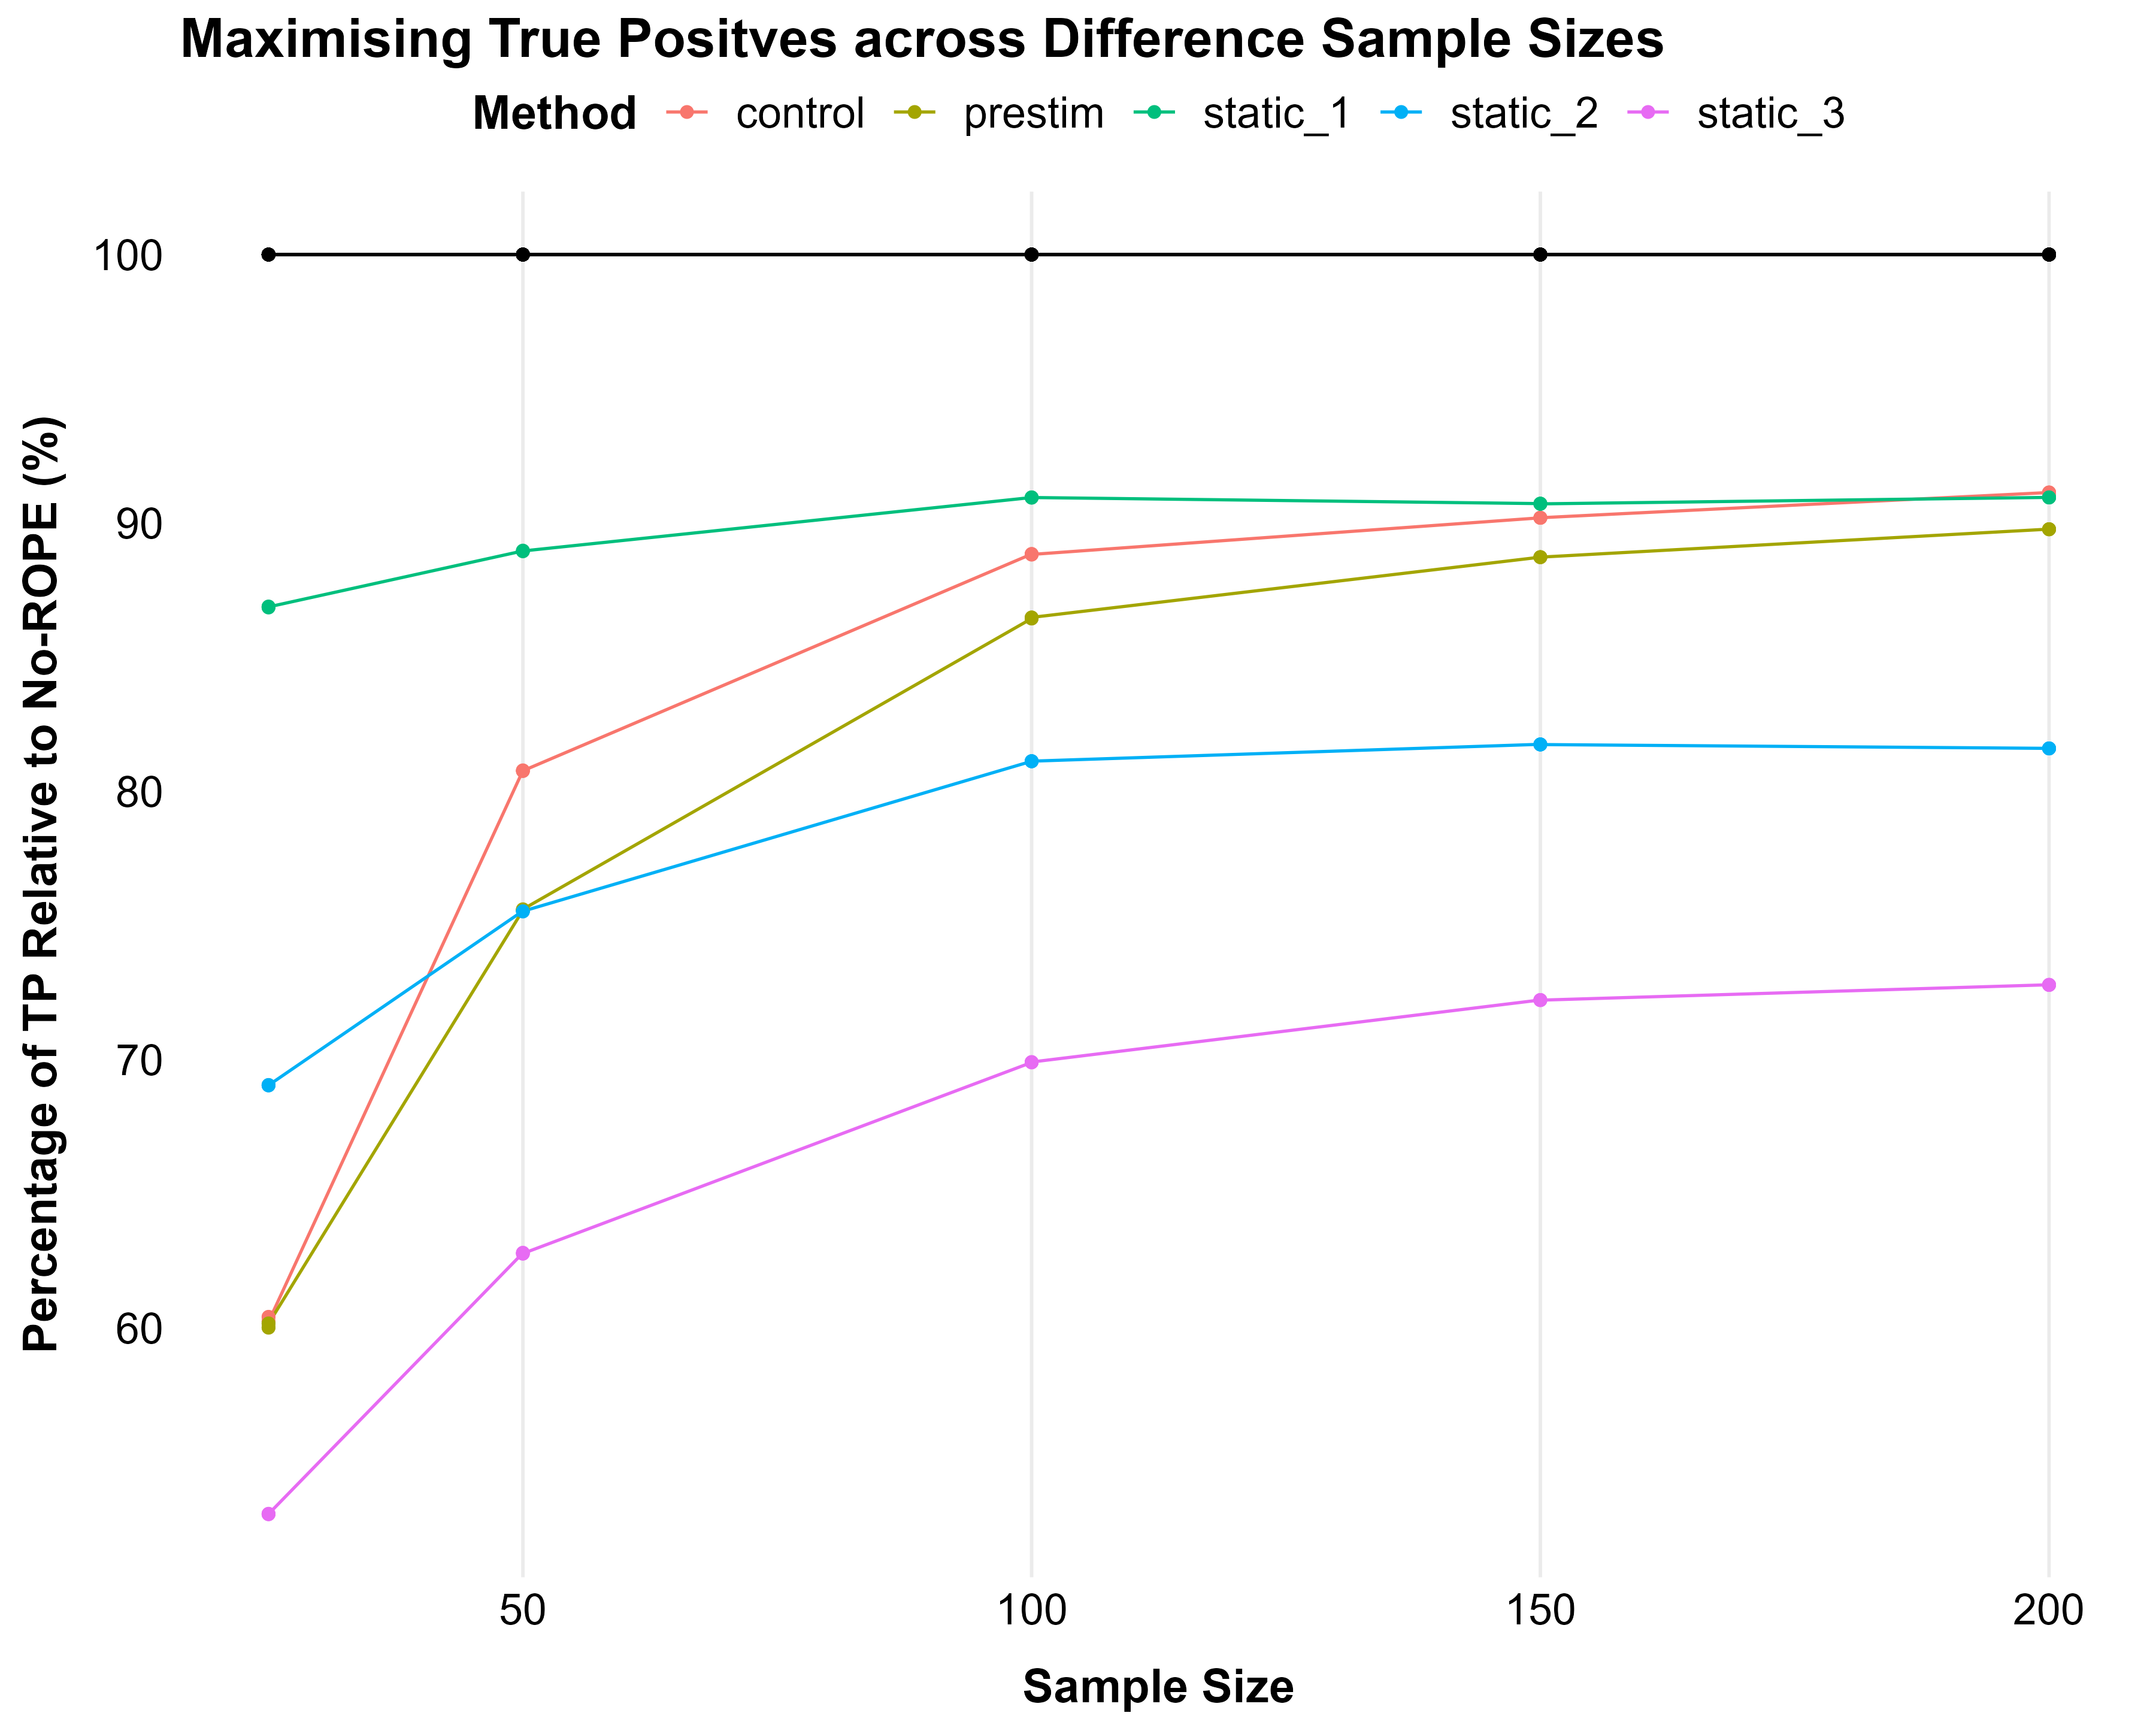 Maximising True Positves across Difference Sample Sizes
Method control prestim static_1 static_2 static_3
Percentage of TP Relative to No-ROPE (%)
100
90
80
70
60
50 100 150 200
Sample Size